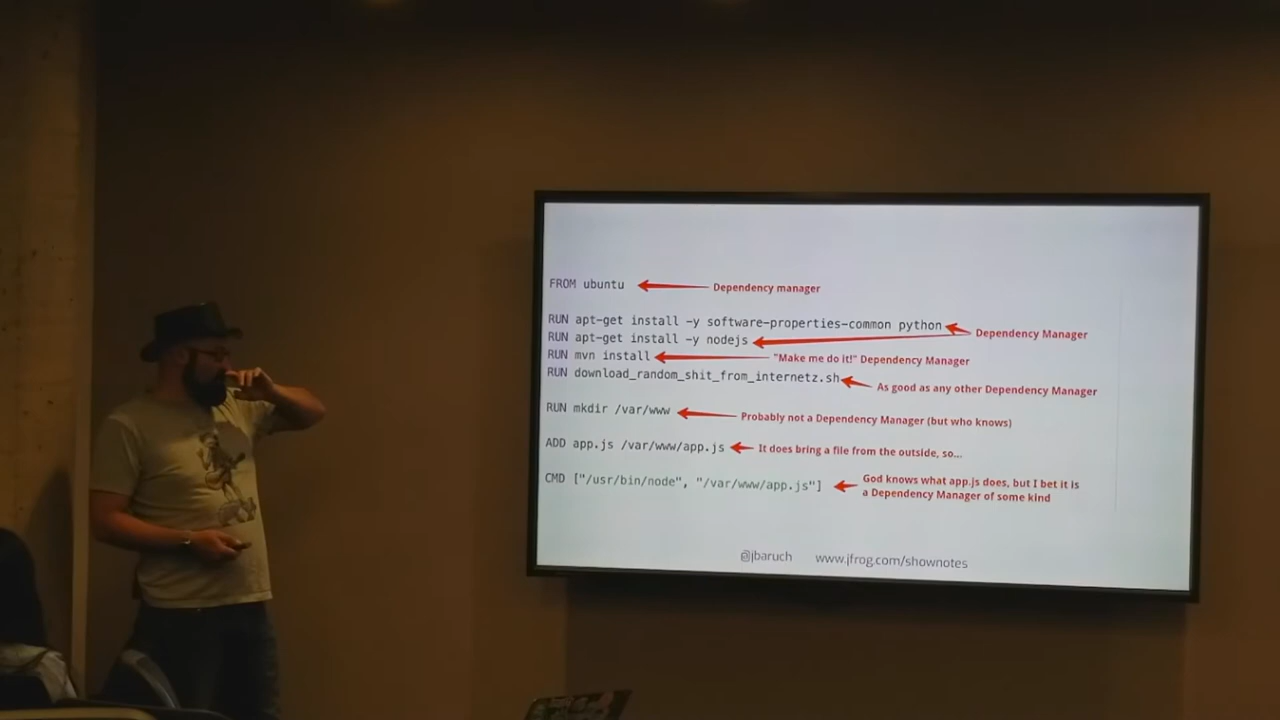 FROM ubuntu
Dependency manager
RUN apt-get install -y software-properties-common python
Dependency Manager
RUN apt-get install -y nodejs
RUN mvn install
"Make me do it!" Dependency Manager
RUN download_random_shit_from_internetz.sh
As good as any other Dependency Manager
RUN mkdir /var/www
Probably not a Dependency Manager (but who knows)
ADD app.js /var/www/app.js
It does bring a file from the outside, so...
CMD ["/usr/bin/node", "/var/www/app.js"]
God knows what app.js does, but I bet it is
a Dependency Manager of some kind
@jbaruch www.jfrog.com/shownotes